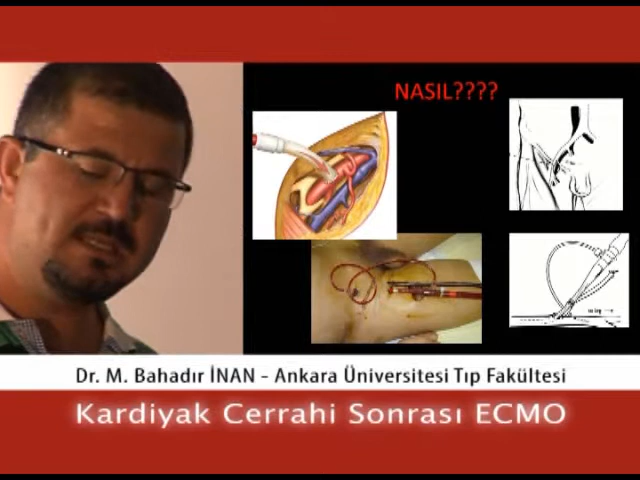 NASIL????
Dr. M. Bahadır İNAN - Ankara Üniversitesi Tıp Fakültesi
Kardiyak Cerrahi Sonrası ECMO